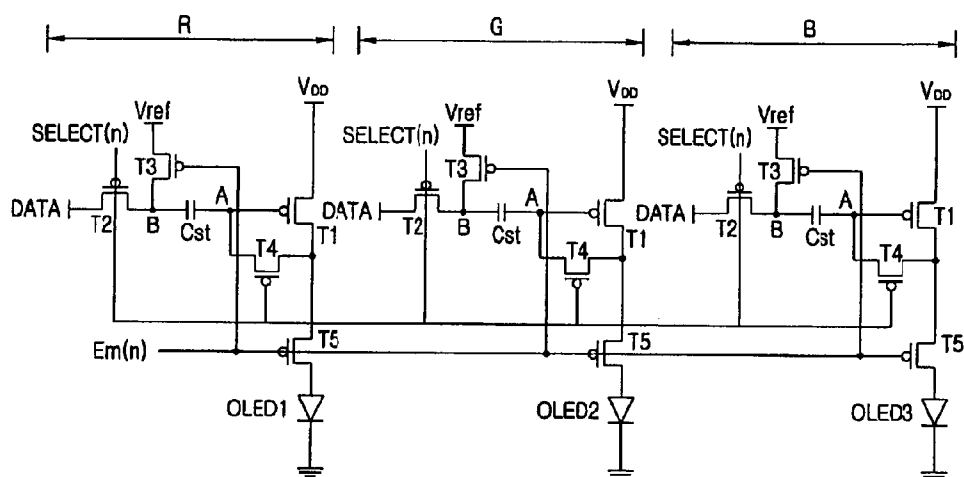 R G B
VDD VDD VDD
Vref Vref Vref
SELECT(n) SELECT(n) SELECT(n)
T3 T3 T3
A A A
DATA DATA DATA
T2 B Cst T1 T2 B Cst T1 T2 B Cst T1
T4 T4 T4
Em(n) T5 T5 T5
OLED1 OLED2 OLED3